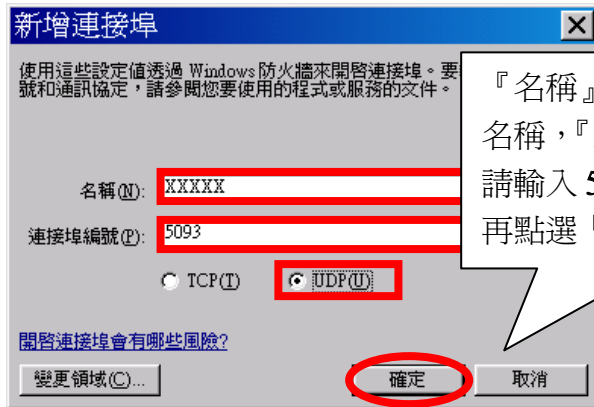 新增連接埠
使用這些設定值透過 Windows 防火牆來開啓連接埠。要
號和通訊協定，請參閱您要使用的程式或服務的文件。
『名稱』
名稱，『
請輸入 5
再點選「
名稱(N):
XXXXX
連接埠編號(P):
5093
TCP(T)
UDP(U)
開啓連接埠會有哪些風險?
變更領域(C)...
確定
取消